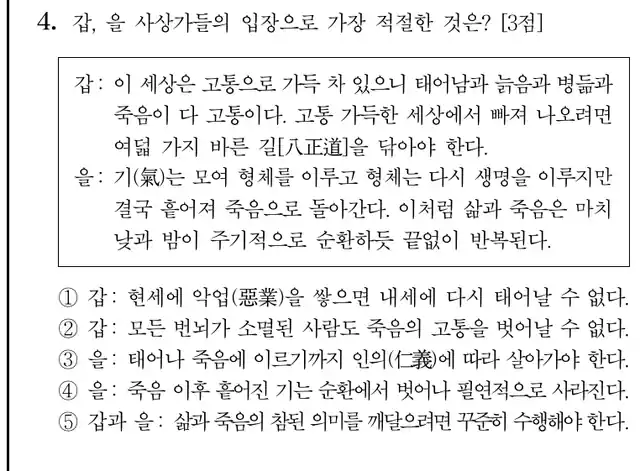 4. 갑, 을 사상가들의 입장으로 가장 적절한 것은? [3점]
갑: 이 세상은 고통으로 가득 차 있으니 태어남과 늙음과 병듦과
죽음이 다 고통이다. 고통 가득한 세상에서 빠져 나오려면
여덟 가지 바른 길[八正道]을 닦아야 한다.
을: 기(氣)는 모여 형체를 이루고 형체는 다시 생명을 이루지만
결국 흩어져 죽음으로 돌아간다. 이처럼 삶과 죽음은 마치
낮과 밤이 주기적으로 순환하듯 끝없이 반복된다.
① 갑: 현세에 악업(惡業)을 쌓으면 내세에 다시 태어날 수 없다.
② 갑: 모든 번뇌가 소멸된 사람도 죽음의 고통을 벗어날 수 없다.
③ 을: 태어나 죽음에 이르기까지 인의(仁義)에 따라 살아가야 한다.
④ 을: 죽음 이후 흩어진 기는 순환에서 벗어나 필연적으로 사라진다.
⑤ 갑과 을: 삶과 죽음의 참된 의미를 깨달으려면 꾸준히 수행해야 한다.